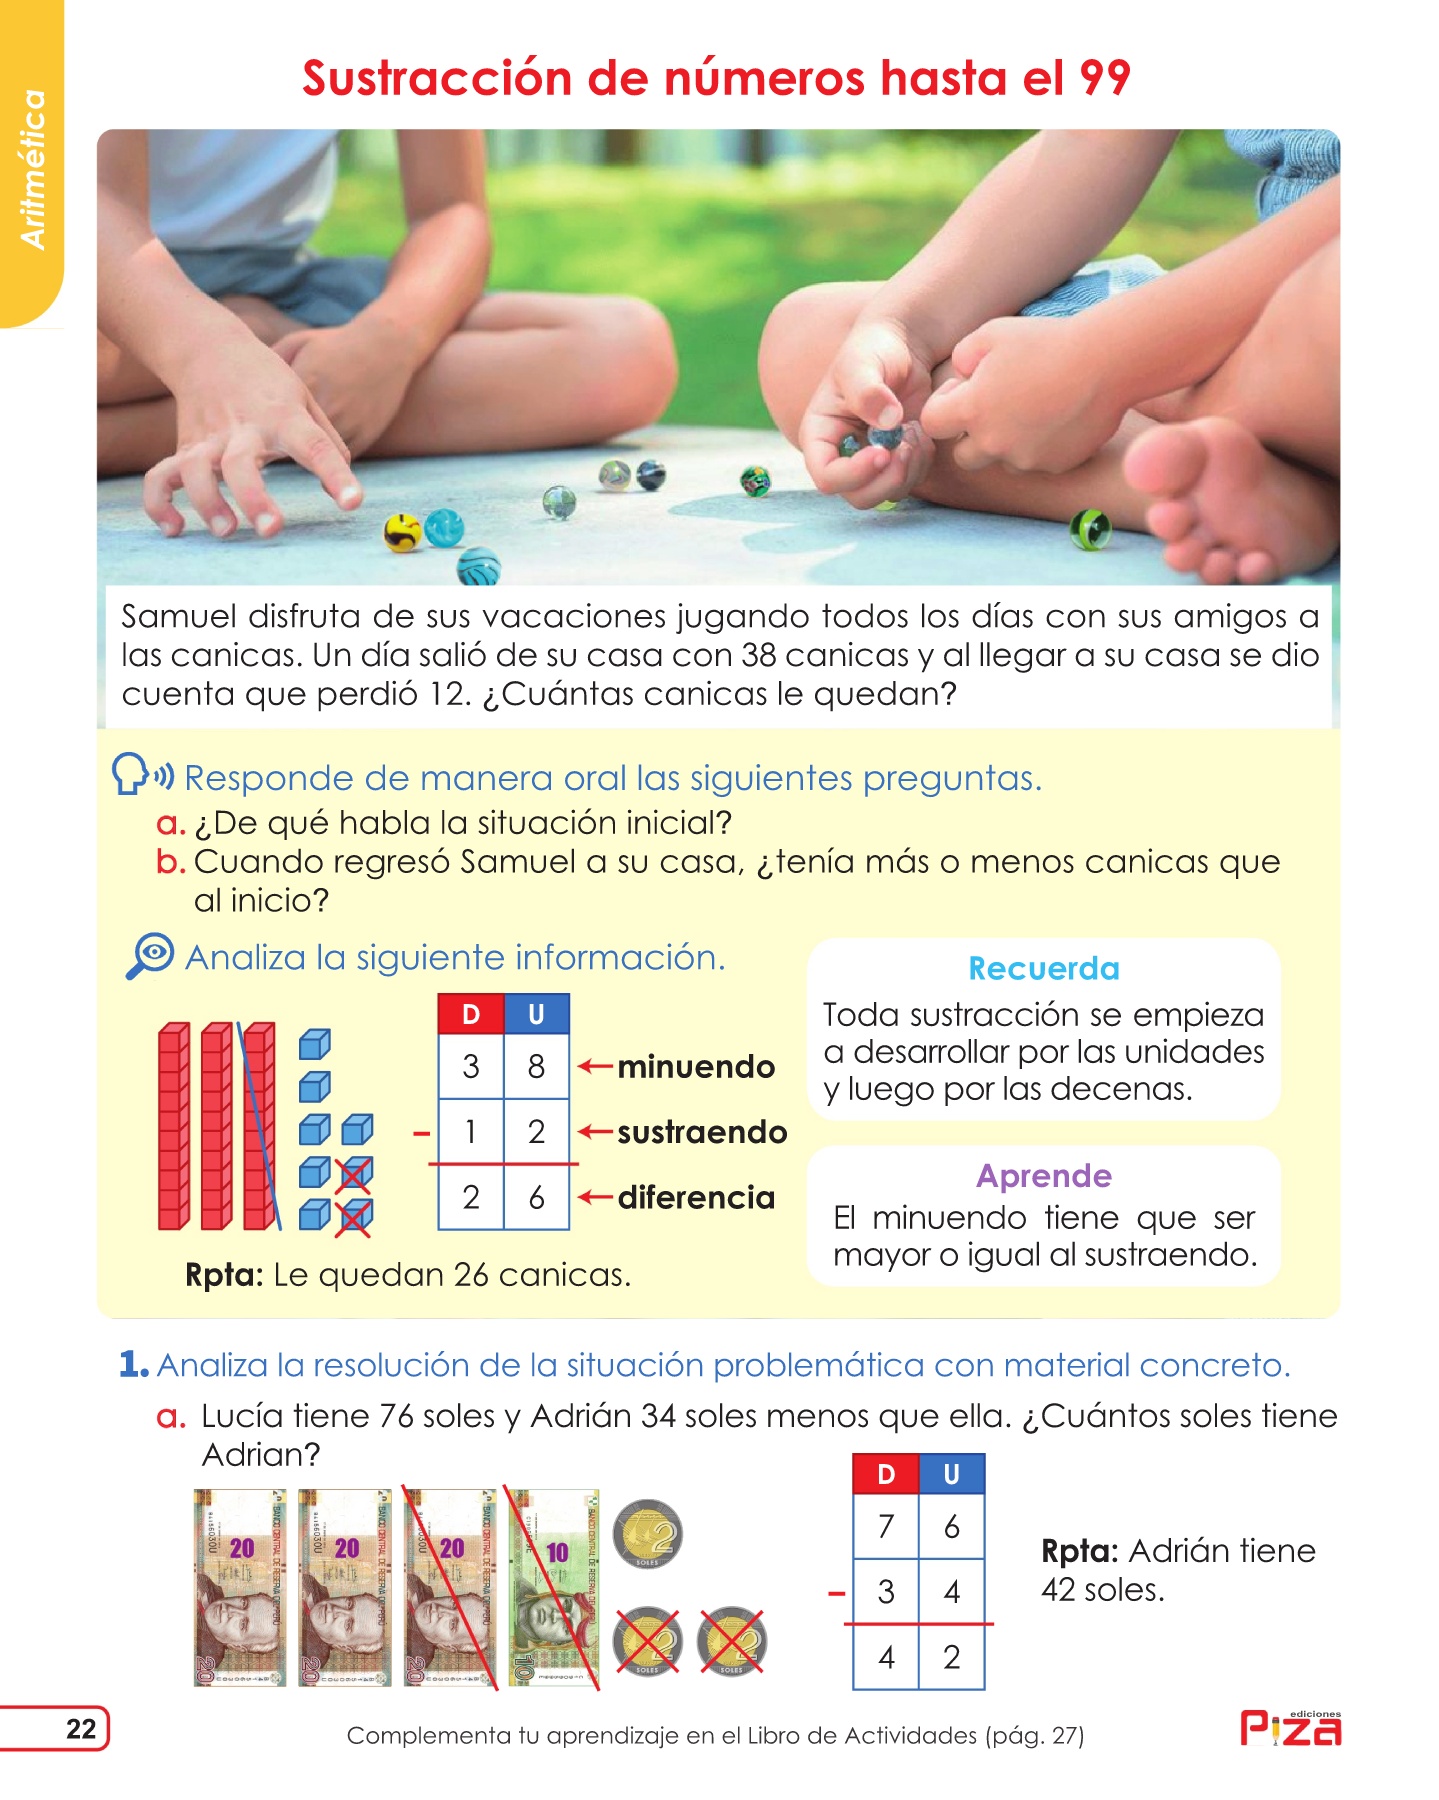 Aritmética
Sustracción de números hasta el 99
Samuel disfruta de sus vacaciones jugando todos los días con sus amigos a
las canicas. Un día salió de su casa con 38 canicas y al llegar a su casa se dio
cuenta que perdió 12. ¿Cuántas canicas le quedan?
Responde de manera oral las siguientes preguntas.
a. ¿De qué habla la situación inicial?
b. Cuando regresó Samuel a su casa, ¿tenía más o menos canicas que
al inicio?
Analiza la siguiente información.
D U
3 8 minuendo
- 1 2 sustraendo
2 6 diferencia
Rpta: Le quedan 26 canicas.
Recuerda
Toda sustracción se empieza
a desarrollar por las unidades
y luego por las decenas.
Aprende
El minuendo tiene que ser
mayor o igual al sustraendo.
1. Analiza la resolución de la situación problemática con material concreto.
a. Lucía tiene 76 soles y Adrián 34 soles menos que ella. ¿Cuántos soles tiene
Adrian?
20 20 20 10
2 SOLES
2 SOLES
2 SOLES
D U
7 6
- 3 4
4 2
Rpta: Adrián tiene
42 soles.
22
Complementa tu aprendizaje en el Libro de Actividades (pág. 27)
ediciones
Piza